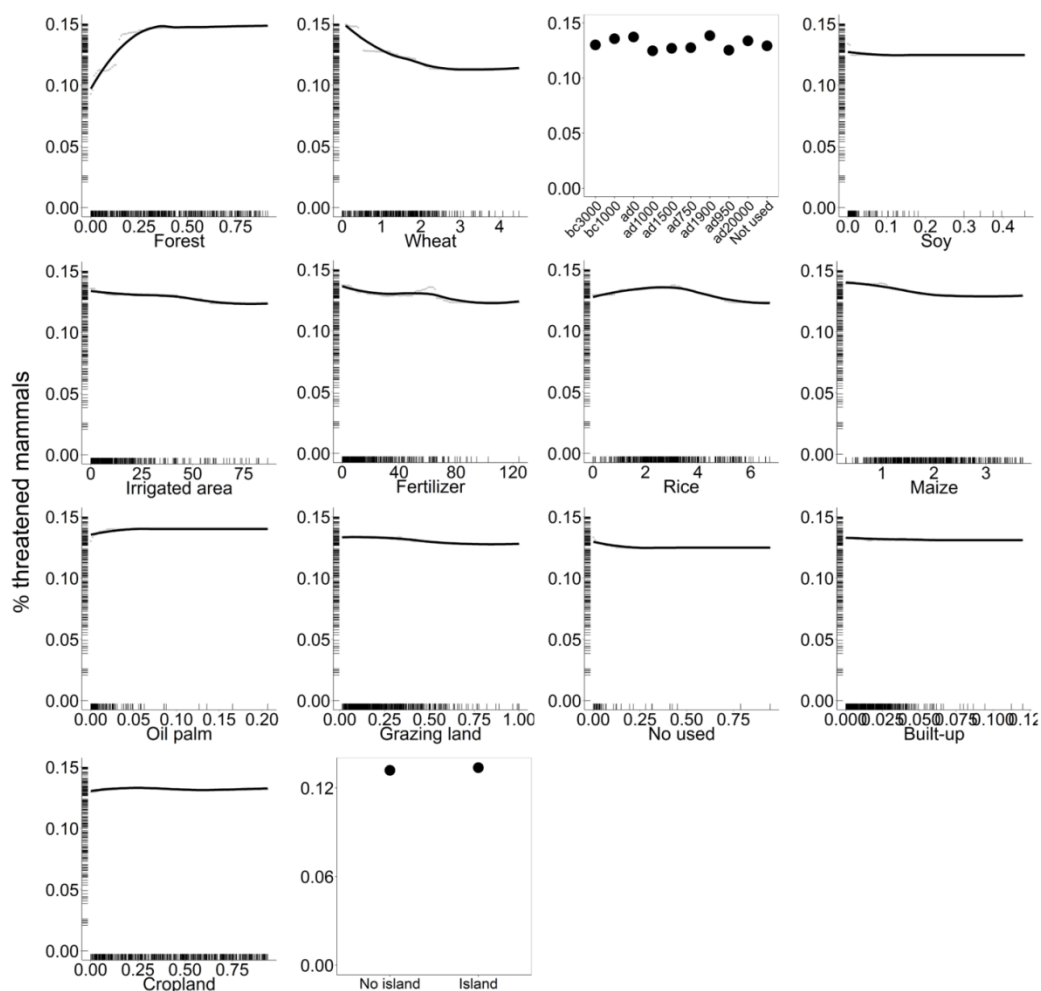 % threatened mammals
0.15
0.10
0.05
0.00
0.00 0.25 0.50 0.75
Forest
0.15
0.10
0.05
0.00
0 1 2 3 4
Wheat
0.15
0.10
0.05
0.00
bc3000 bc1000 ad0 ad1000 ad1500 ad750 ad1900 ad950 ad20000 Not used
0.15
0.10
0.05
0.00
0.0 0.1 0.2 0.3 0.4
Soy
0.15
0.10
0.05
0.00
0 25 50 75
Irrigated area
0.15
0.10
0.05
0.00
0 40 80 120
Fertilizer
0.15
0.10
0.05
0.00
0 2 4 6
Rice
0.15
0.10
0.05
0.00
1 2 3
Maize
0.15
0.10
0.05
0.00
0.00 0.05 0.10 0.15 0.20
Oil palm
0.15
0.10
0.05
0.00
0.00 0.25 0.50 0.75 1.00
Grazing land
0.15
0.10
0.05
0.00
0.00 0.25 0.50 0.75
No used
0.15
0.10
0.05
0.00
0.000 0.025 0.050 0.075 0.100 0.12
Built-up
0.15
0.10
0.05
0.00
0.00 0.25 0.50 0.75
Cropland
0.12
0.06
0.00
No island Island